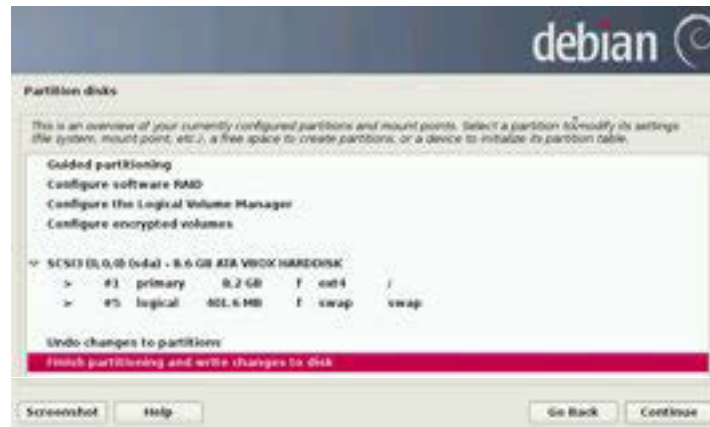 debian
Partition disks
This is an overview of your currently configured partitions and mount points. Select a partition to modify its settings
(file system, mount point, etc.), a free space to create partitions, or a device to initialize its partition table.
Guided partitioning
Configure software RAID
Configure the Logical Volume Manager
Configure encrypted volumes
SCSI3 (0,0,0) (sda) - 8.6 GB ATA VBOX HARDDISK
> #1 primary 8.2 GB f ext4 /
> #5 logical 401.6 MB f swap swap
Undo changes to partitions
Finish partitioning and write changes to disk
Screenshot Help Go Back Continue